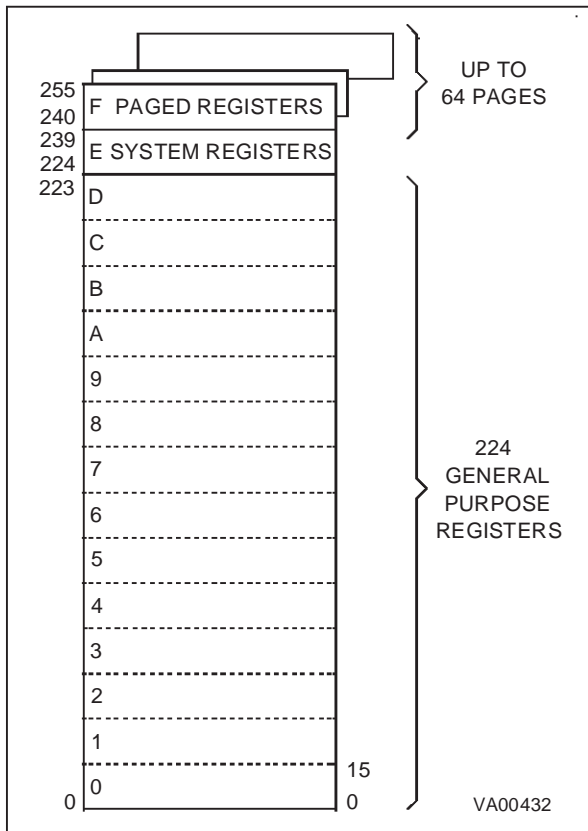 UP TO
64 PAGES
255
F PAGED REGISTERS
240
239
E SYSTEM REGISTERS
224
223
D
C
B
A
9
8
7
6
5
4
3
2
1
0
0
15
0
224
GENERAL
PURPOSE
REGISTERS
VA00432